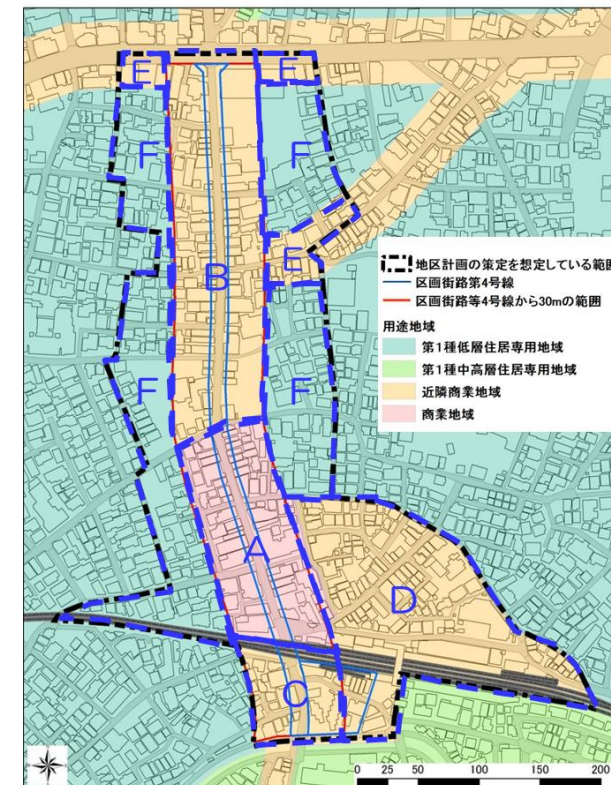 E
E
F
F
B
E
地区計画の策定を想定している範囲
区画街路第4号線
区画街路等4号線から30mの範囲
用途地域
第1種低層住居専用地域
第1種中高層住居専用地域
近隣商業地域
商業地域
F
F
A
D
C
0 25 50 100 150 200